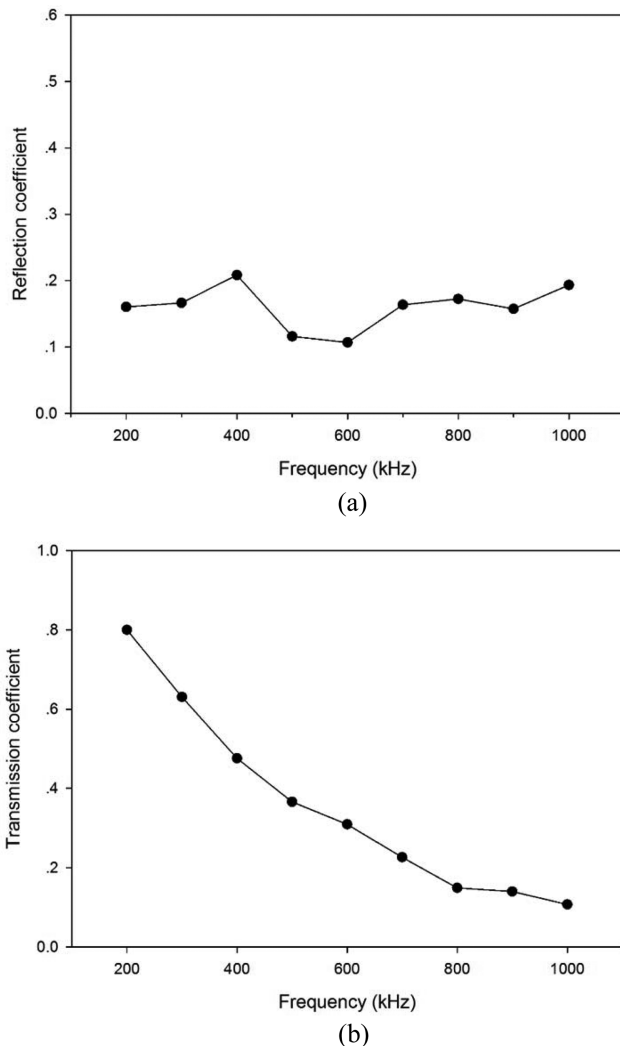 .6
.5
.4
.3
.2
.1
0.0
Reflection coefficient
200 400 600 800 1000
Frequency (kHz)
(a)
1.0
.8
.6
.4
.2
0.0
Transmission coefficient
200 400 600 800 1000
Frequency (kHz)
(b)